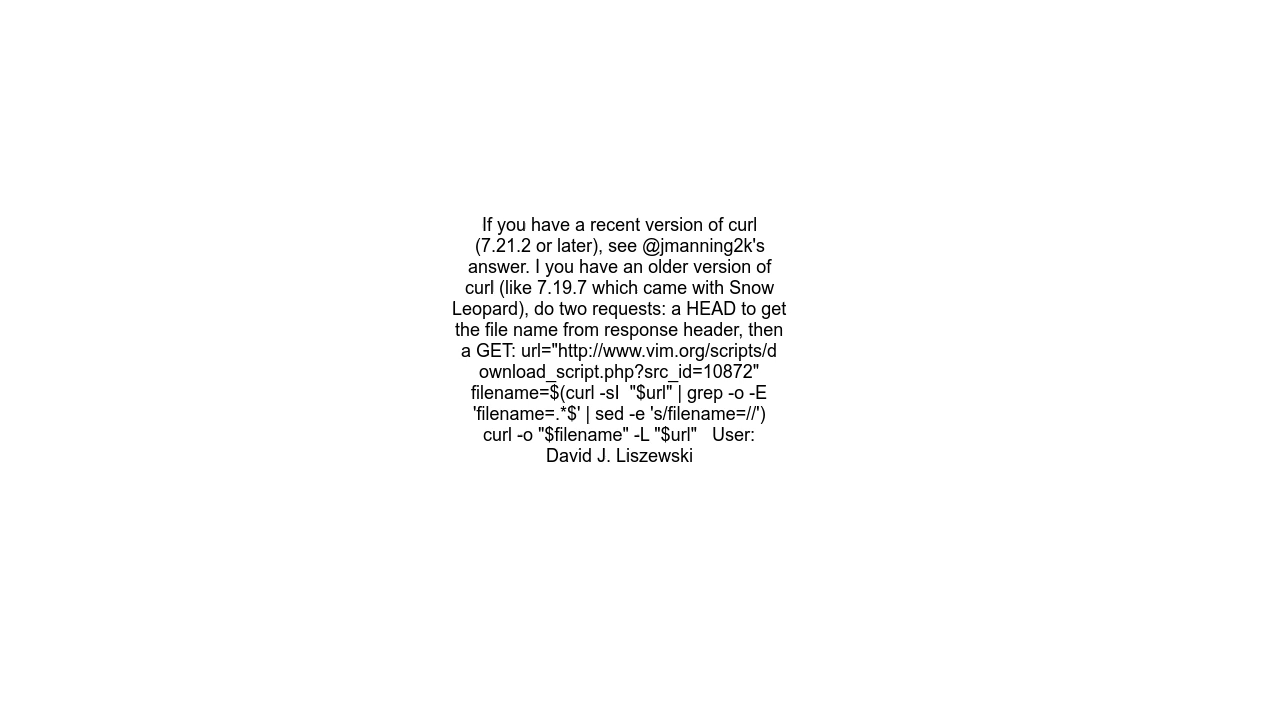 If you have a recent version of curl
(7.21.2 or later), see @jmanning2k's
answer. I you have an older version of
curl (like 7.19.7 which came with Snow
Leopard), do two requests: a HEAD to get
the file name from response header, then
a GET: url="http://www.vim.org/scripts/d
ownload_script.php?src_id=10872"
filename=$(curl -sI  "$url" | grep -o -E
'filename=.*$' | sed -e 's/filename=//')
curl -o "$filename" -L "$url"   User:
David J. Liszewski